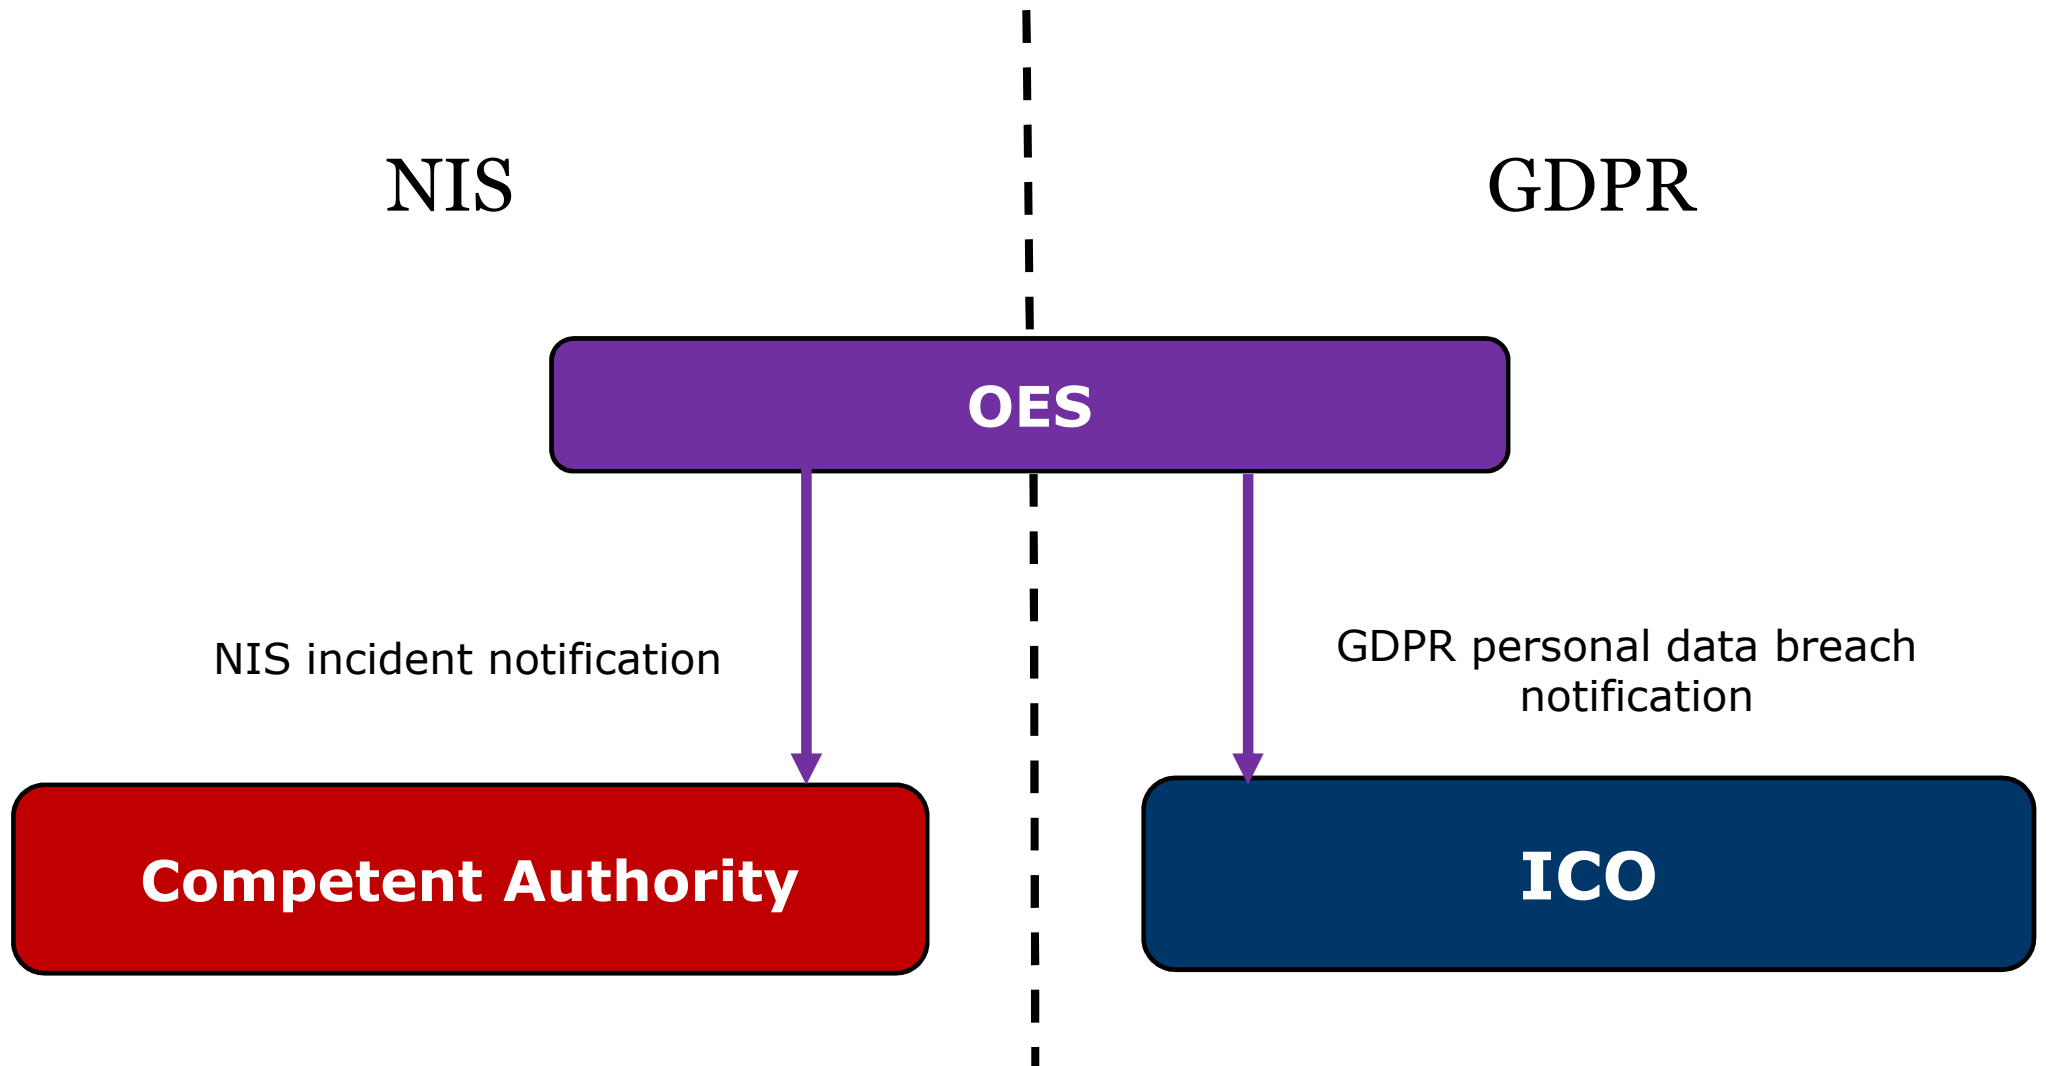 NIS
GDPR
OES
NIS incident notification
GDPR personal data breach
notification
Competent Authority
ICO